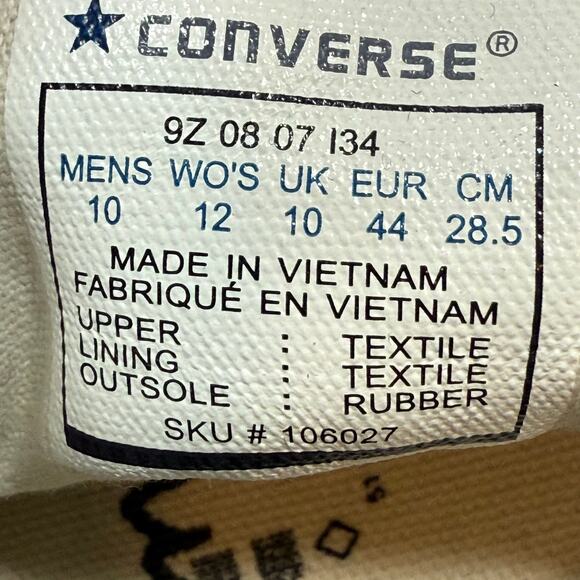 CONVERSE®
9Z 08 07 I34
MENS WO'S UK EUR CM
10 12 10 44 28.5
MADE IN VIETNAM
FABRIQUÉ EN VIETNAM
UPPER : TEXTILE
LINING : TEXTILE
OUTSOLE : RUBBER
SKU # 106027